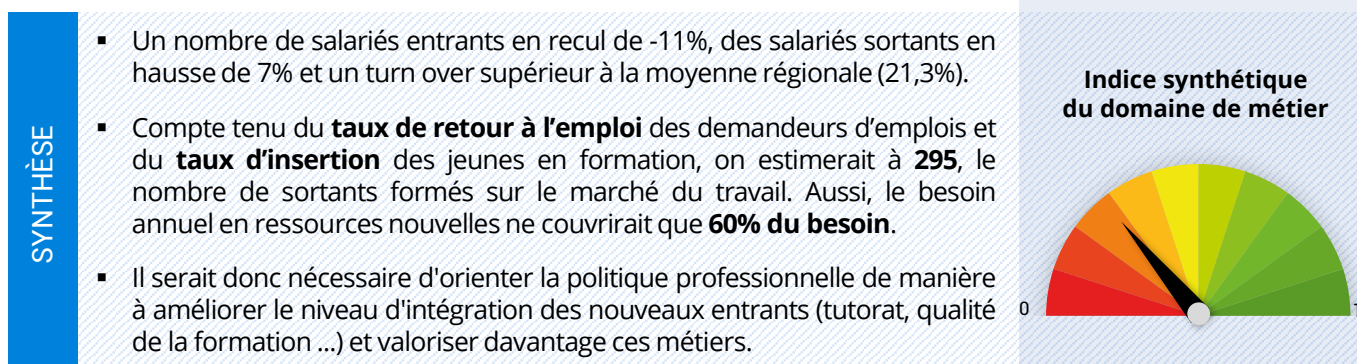 SYNTHÈSE
▪ Un nombre de salariés entrants en recul de -11%, des salariés sortants en
hausse de 7% et un turn over supérieur à la moyenne régionale (21,3%).
▪ Compte tenu du taux de retour à l’emploi des demandeurs d’emplois et
du taux d’insertion des jeunes en formation, on estimerait à 295, le
nombre de sortants formés sur le marché du travail. Aussi, le besoin
annuel en ressources nouvelles ne couvrirait que 60% du besoin.
▪ Il serait donc nécessaire d'orienter la politique professionnelle de manière
à améliorer le niveau d'intégration des nouveaux entrants (tutorat, qualité
de la formation ...) et valoriser davantage ces métiers.
Indice synthétique
du domaine de métier
0